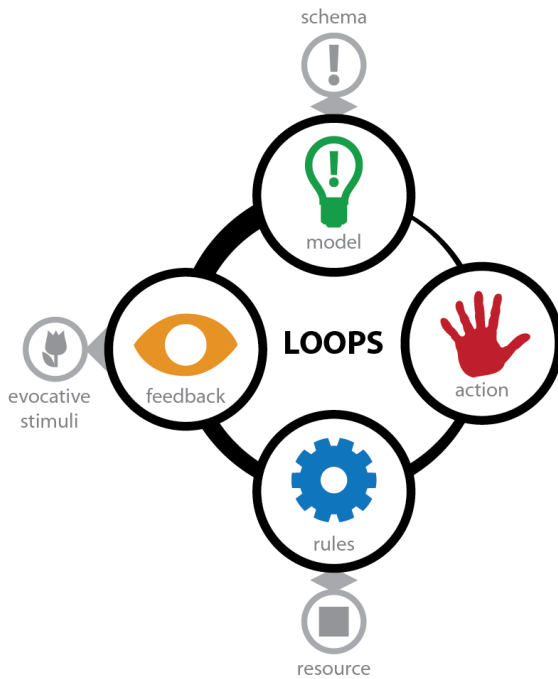 schema
model
LOOPS
action
feedback
evocative
stimuli
rules
resource